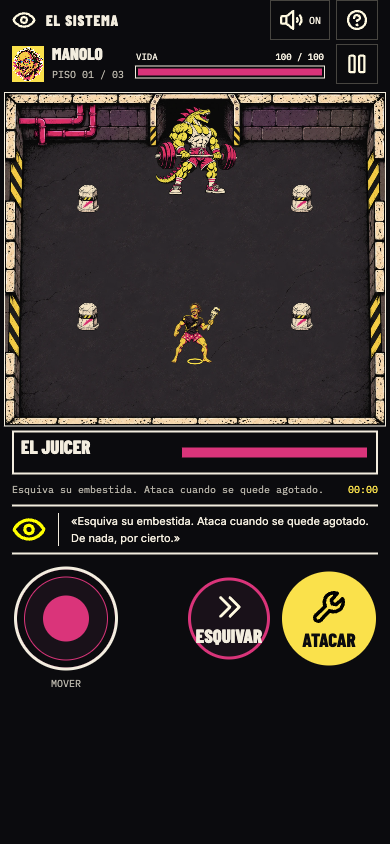 EL SISTEMA
ON
MANOLO
PISO 01 / 03
VIDA
100 / 100
EL JUICER
Esquiva su embestida. Ataca cuando se quede agotado.
00:00
«Esquiva su embestida. Ataca cuando se quede agotado.
De nada, por cierto.»
ESQUIVAR
ATACAR
MOVER